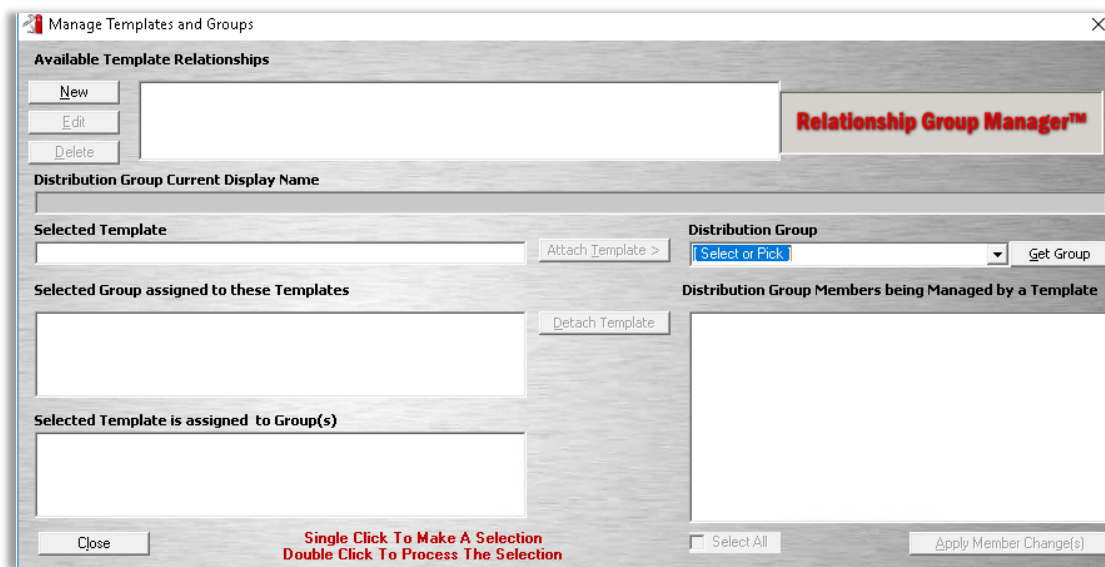 Manage Templates and Groups
Available Template Relationships
New
Edit
Delete
Relationship Group Manager™
Distribution Group Current Display Name
Selected Template
Attach Template >
Distribution Group
[ Select or Pick ]
Get Group
Selected Group assigned to these Templates
Detach Template
Distribution Group Members being Managed by a Template
Selected Template is assigned to Group(s)
Close
Single Click To Make A Selection
Double Click To Process The Selection
Select All
Apply Member Change(s)